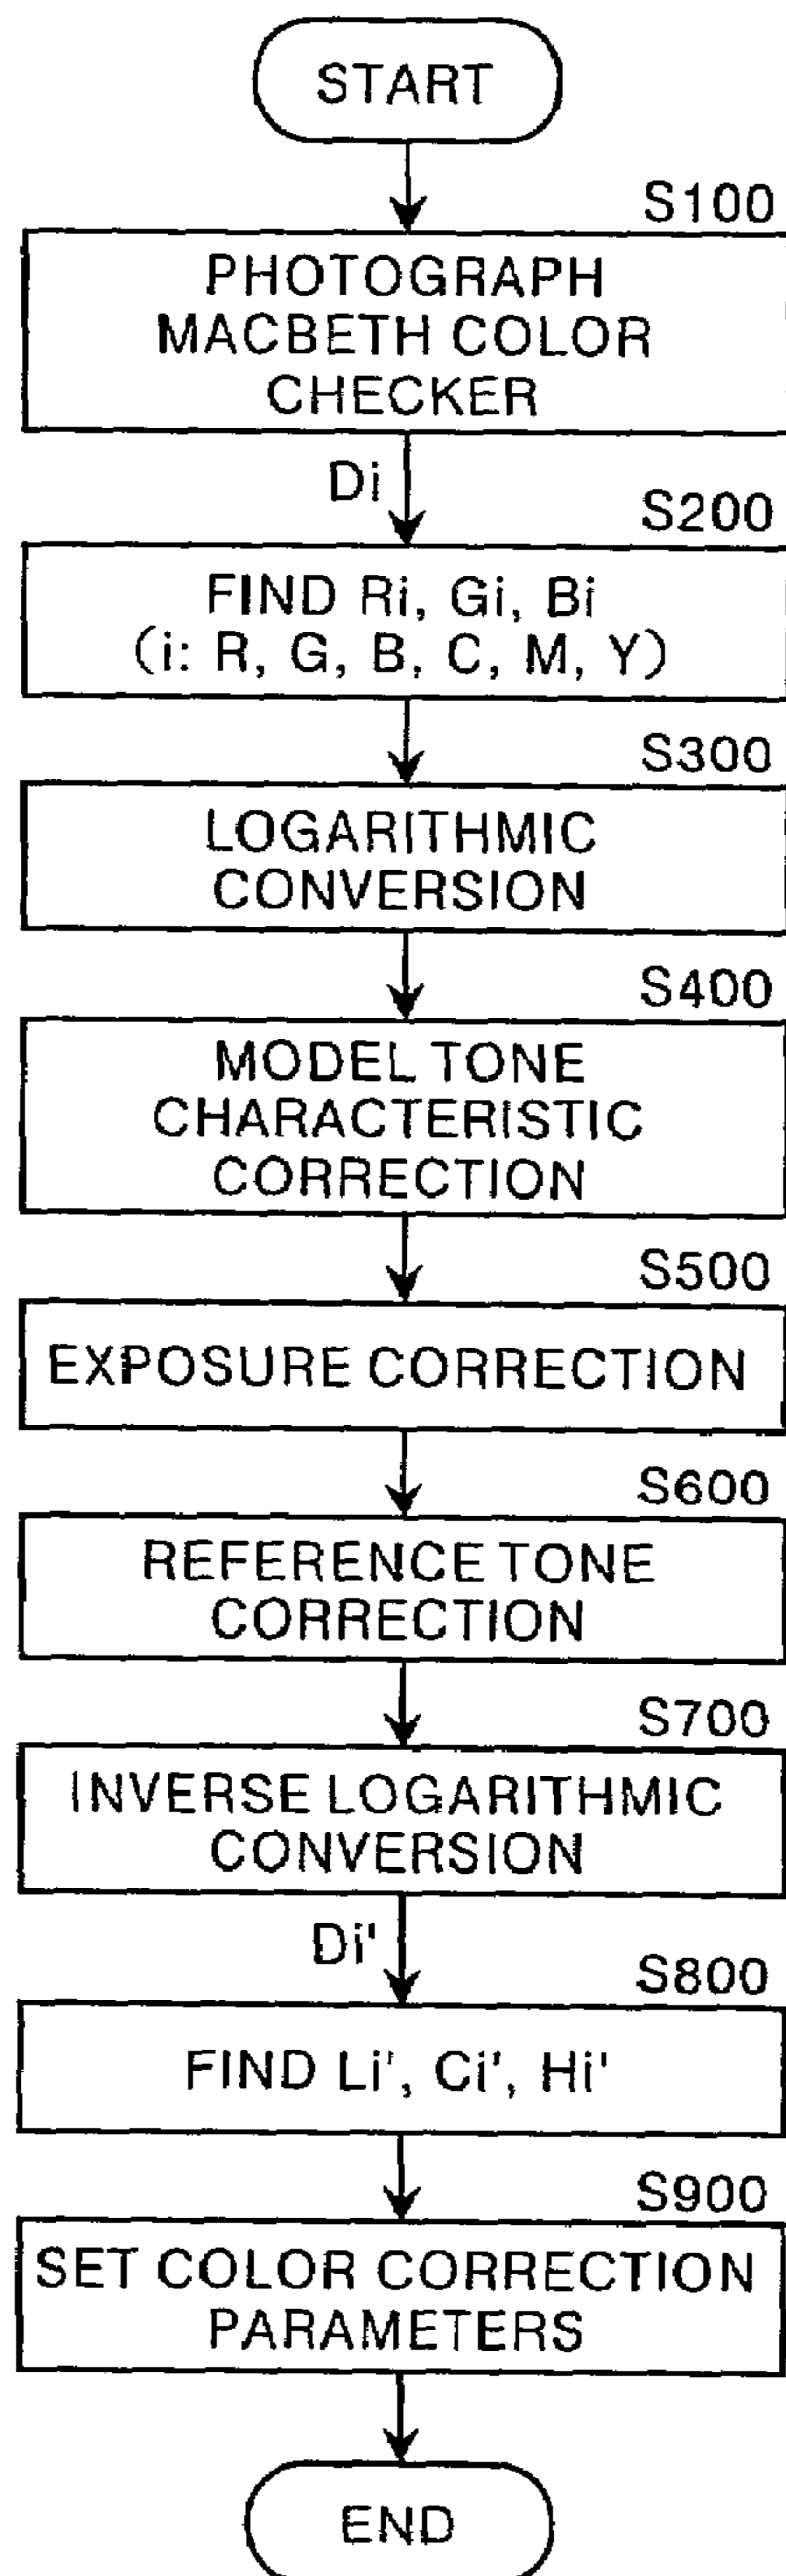 START
S100
PHOTOGRAPH
MACBETH COLOR
CHECKER
Di
S200
FIND Ri, Gi, Bi
(i: R, G, B, C, M, Y)
S300
LOGARITHMIC
CONVERSION
S400
MODEL TONE
CHARACTERISTIC
CORRECTION
S500
EXPOSURE CORRECTION
S600
REFERENCE TONE
CORRECTION
S700
INVERSE LOGARITHMIC
CONVERSION
Di'
S800
FIND Li', Ci', Hi'
S900
SET COLOR CORRECTION
PARAMETERS
END